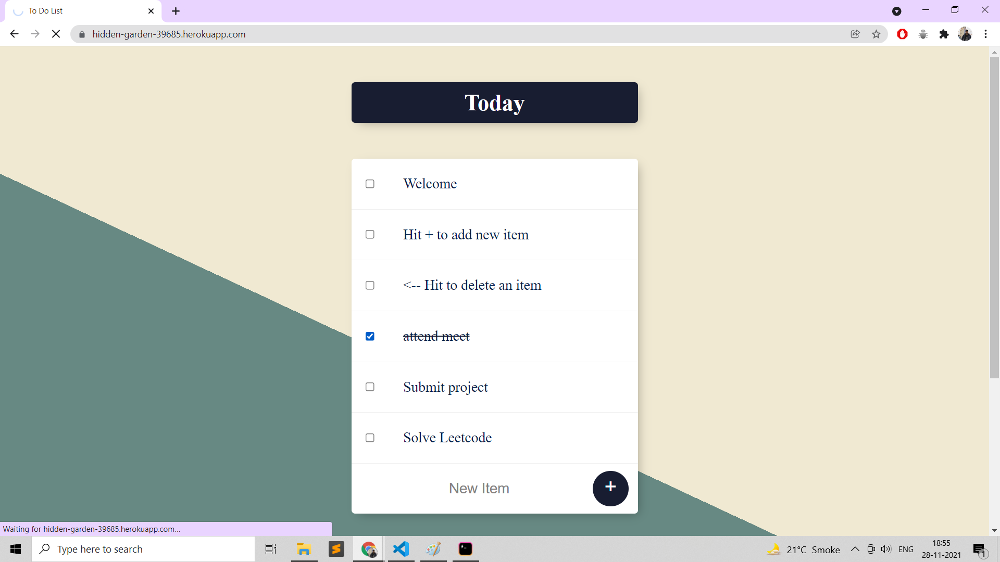 To Do List
hidden-garden-39685.herokuapp.com
Today
Welcome
Hit + to add new item
<-- Hit to delete an item
attend meet
Submit project
Solve Leetcode
New Item
+
Waiting for hidden-garden-39685.herokuapp.com...
Type here to search
21°C Smoke
ENG
18:55
28-11-2021
1